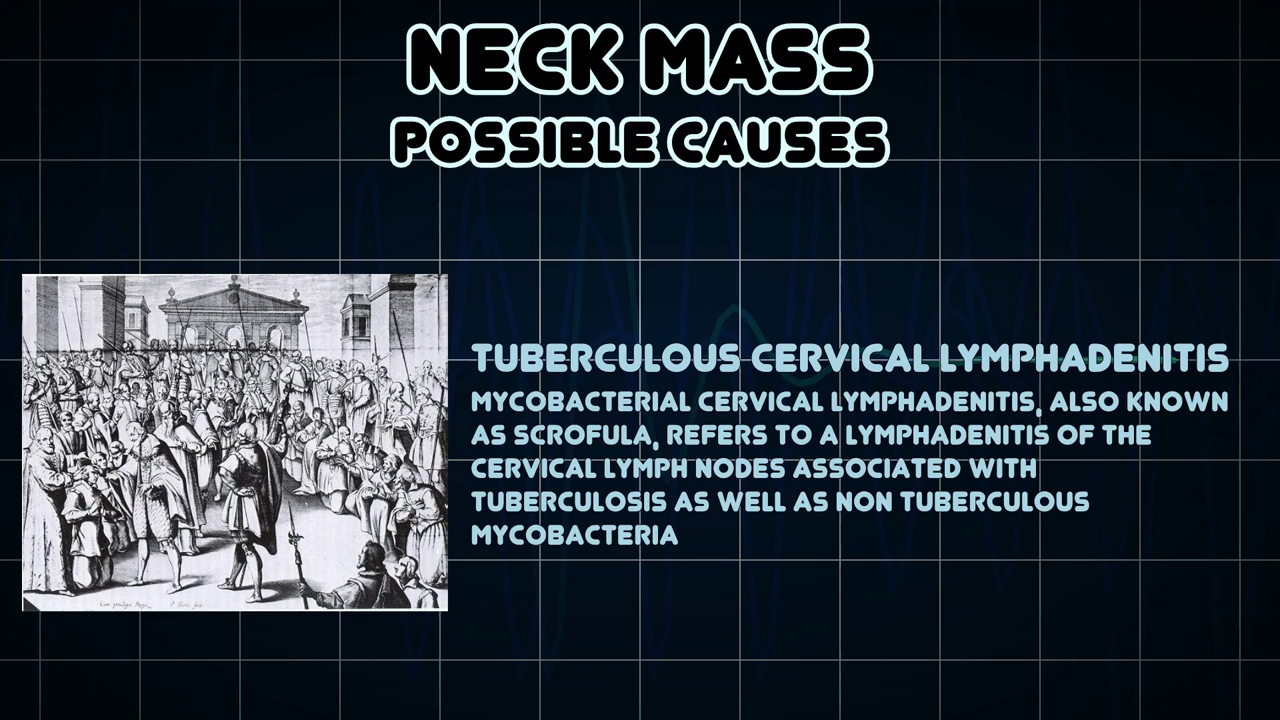 NECK MASS
POSSIBLE CAUSES
TUBERCULOUS CERVICAL LYMPHADENITIS
MYCOBACTERIAL CERVICAL LYMPHADENITIS, ALSO KNOWN
AS SCROFULA, REFERS TO A LYMPHADENITIS OF THE
CERVICAL LYMPH NODES ASSOCIATED WITH
TUBERCULOSIS AS WELL AS NON TUBERCULOUS
MYCOBACTERIA